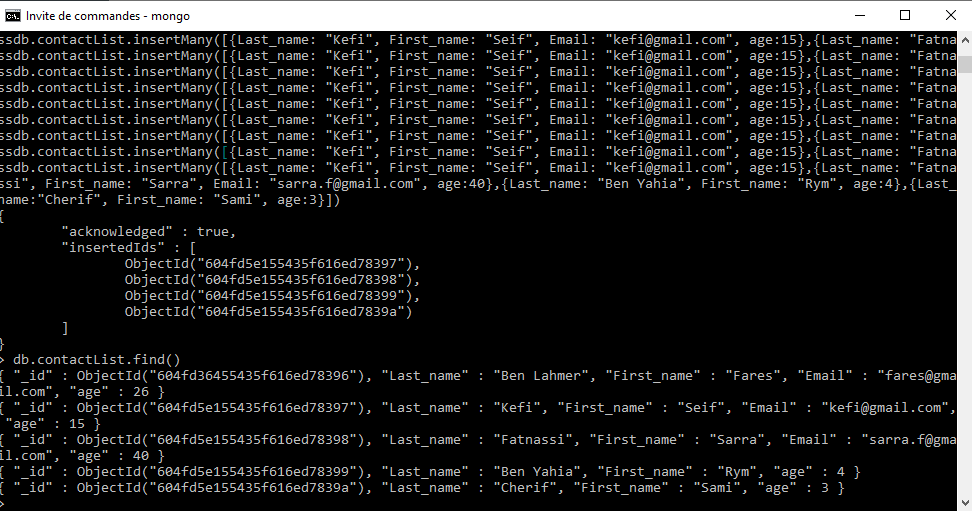 Invite de commandes - mongo
ssdb.contactList.insertMany([{Last_name: "Kefi", First_name: "Seif", Email: "kefi@gmail.com", age:15},{Last_name: "Fatna
ssdb.contactList.insertMany([{Last_name: "Kefi", First_name: "Seif", Email: "kefi@gmail.com", age:15},{Last_name: "Fatna
ssdb.contactList.insertMany([{Last_name: "Kefi", First_name: "Seif", Email: "kefi@gmail.com", age:15},{Last_name: "Fatna
ssdb.contactList.insertMany([{Last_name: "Kefi", First_name: "Seif", Email: "kefi@gmail.com", age:15},{Last_name: "Fatna
ssdb.contactList.insertMany([{Last_name: "Kefi", First_name: "Seif", Email: "kefi@gmail.com", age:15},{Last_name: "Fatna
ssdb.contactList.insertMany([{Last_name: "Kefi", First_name: "Seif", Email: "kefi@gmail.com", age:15},{Last_name: "Fatna
ssdb.contactList.insertMany([{Last_name: "Kefi", First_name: "Seif", Email: "kefi@gmail.com", age:15},{Last_name: "Fatna
ssdb.contactList.insertMany([{Last_name: "Kefi", First_name: "Seif", Email: "kefi@gmail.com", age:15},{Last_name: "Fatna
ssdb.contactList.insertMany([{Last_name: "Kefi", First_name: "Seif", Email: "kefi@gmail.com", age:15},{Last_name: "Fatna
ssi", First_name: "Sarra", Email: "sarra.f@gmail.com", age:40},{Last_name: "Ben Yahia", First_name: "Rym", age:4},{Last_
name:"Cherif", First_name: "Sami", age:3}])
{
"acknowledged" : true,
"insertedIds" : [
ObjectId("604fd5e155435f616ed78397"),
ObjectId("604fd5e155435f616ed78398"),
ObjectId("604fd5e155435f616ed78399"),
ObjectId("604fd5e155435f616ed7839a")
]
}
> db.contactList.find()
{ "_id" : ObjectId("604fd36455435f616ed78396"), "Last_name" : "Ben Lahmer", "First_name" : "Fares", "Email" : "fares@gma
il.com", "age" : 26 }
{ "_id" : ObjectId("604fd5e155435f616ed78397"), "Last_name" : "Kefi", "First_name" : "Seif", "Email" : "kefi@gmail.com",
"age" : 15 }
{ "_id" : ObjectId("604fd5e155435f616ed78398"), "Last_name" : "Fatnassi", "First_name" : "Sarra", "Email" : "sarra.f@gma
il.com", "age" : 40 }
{ "_id" : ObjectId("604fd5e155435f616ed78399"), "Last_name" : "Ben Yahia", "First_name" : "Rym", "age" : 4 }
{ "_id" : ObjectId("604fd5e155435f616ed7839a"), "Last_name" : "Cherif", "First_name" : "Sami", "age" : 3 }
>